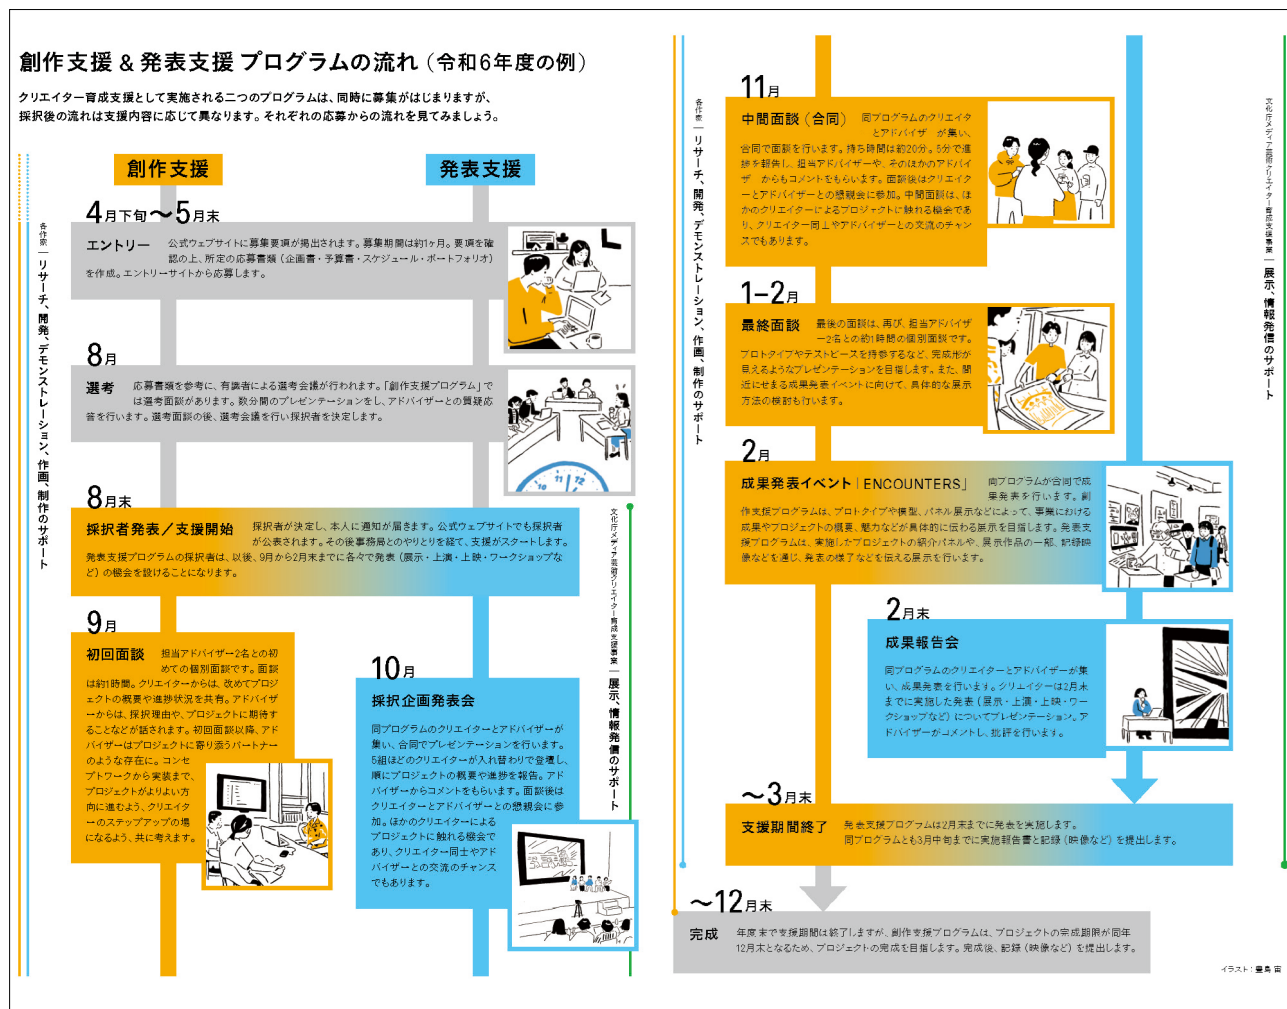 創作支援 & 発表支援 プログラムの流れ（令和6年度の例）
クリエイター育成支援として実施される二つのプログラムは、同時に募集がはじまりますが、
採択後の流れは支援内容に応じて異なります。それぞれの応募からの流れを見てみましょう。
創作支援
発表支援
各作家｜リサーチ、開発、デモンストレーション、作画、制作のサポート
4月下旬〜5月末
エントリー 公式ウェブサイトに募集要項が掲出されます。募集期間は約1ヶ月。要項を確
認の上、所定の応募書類（企画書・予算書・スケジュール・ポートフォリオ）
を作成。エントリーサイトから応募します。
8月
選考 応募書類を参考に、有識者による選考会議が行われます。「創作支援プログラム」で
は選考面談があります。数分間のプレゼンテーションをし、アドバイザーとの質疑応
答を行います。選考面談の後、選考会議を行い採択者を決定します。
8月末
採択者発表／支援開始 採択者が決定し、本人に通知が届きます。公式ウェブサイトでも採択者
が公表されます。その後事務局とのやりとりを経て、支援がスタートします。
発表支援プログラムの採択者は、以後、9月から2月末までに各々で発表（展示・上演・上映・ワークショップな
ど）の機会を設けることになります。
9月
初回面談 担当アドバイザー2名との初
めての個別面談です。面談
は約1時間。クリエイターからは、改めてプロジ
ェクトの概要や進捗状況を共有。アドバイザ
ーからは、採択理由や、プロジェクトに期待す
ることなどが話されます。初回面談以降、アド
バイザーはプロジェクトに寄り添うパートナー
のような存在に。コンセ
プトワークから実装まで、
プロジェクトがよりよい方
向に進むよう、クリエイタ
ーのステップアップの場
になるよう、共に考えます。
10月
採択企画発表会
同プログラムのクリエイターとアドバイザーが
集い、合同でプレゼンテーションを行います。
5組ほどのクリエイターが入れ替わりで登壇し、
順にプロジェクトの概要や進捗を報告。アド
バイザーからコメントをもらいます。面談後は
クリエイターとアドバイザーとの懇親会に参
加。ほかのクリエイターによる
プロジェクトに触れる機会で
あり、クリエイター同士やアド
バイザーとの交流のチャンス
でもあります。
文化庁メディア芸術クリエイター育成支援事業｜展示、情報発信のサポート
各作家｜リサーチ、開発、デモンストレーション、作画、制作のサポート
11月
中間面談（合同） 同プログラムのクリエイタ
とアドバイザ が集い、
合同で面談を行います。持ち時間は約20分。5分で進
捗を報告し、担当アドバイザーや、そのほかのアドバイ
ザ からもコメントをもらいます。面談後はクリエイタ
ーとアドバイザーとの懇親会に参加。中間面談は、ほ
かのクリエイターによるプロジェクトに触れる機会であ
り、クリエイター同士やアドバイザーとの交流のチャン
スでもあります。
1–2月
最終面談 最後の面談は、再び、担当アドバイザ
ー2名との約1時間の個別面談です。
プロトタイプやテストピースを持参するなど、完成形が
見えるようなプレゼンテーションを目指します。また、間
近にせまる成果発表イベントに向けて、具体的な展示
方法の検討も行います。
2月
成果発表イベント「ENCOUNTERS」 両プログラムが合同で成
果発表を行います。創
作支援プログラムは、プロトタイプや模型、パネル展示などによって、事業における
成果やプロジェクトの概要、魅力などが具体的に伝わる展示を目指します。発表支
援プログラムは、実施したプロジェクトの紹介パネルや、展示作品の一部、記録映
像などを通じ、発表の様子などを伝える展示を行います。
2月末
成果報告会
同プログラムのクリエイターとアドバイザーが集
い、成果発表を行います。クリエイターは2月末
までに実施した発表（展示・上演・上映・ワー
クショップなど）についてプレゼンテーション。ア
ドバイザーがコメントし、批評を行います。
〜3月末
支援期間終了 発表支援プログラムは2月末までに発表を実施します。
同プログラムとも3月中旬までに実施報告書と記録（映像など）を提出します。
〜12月末
完成 年度末で支援期間は終了しますが、創作支援プログラムは、プロジェクトの完成期限が同年
12月末となるため、プロジェクトの完成を目指します。完成後、記録（映像など）を提出します。
文化庁メディア芸術クリエイター育成支援事業｜展示、情報発信のサポート
イラスト：豊島 宙
11 12 1